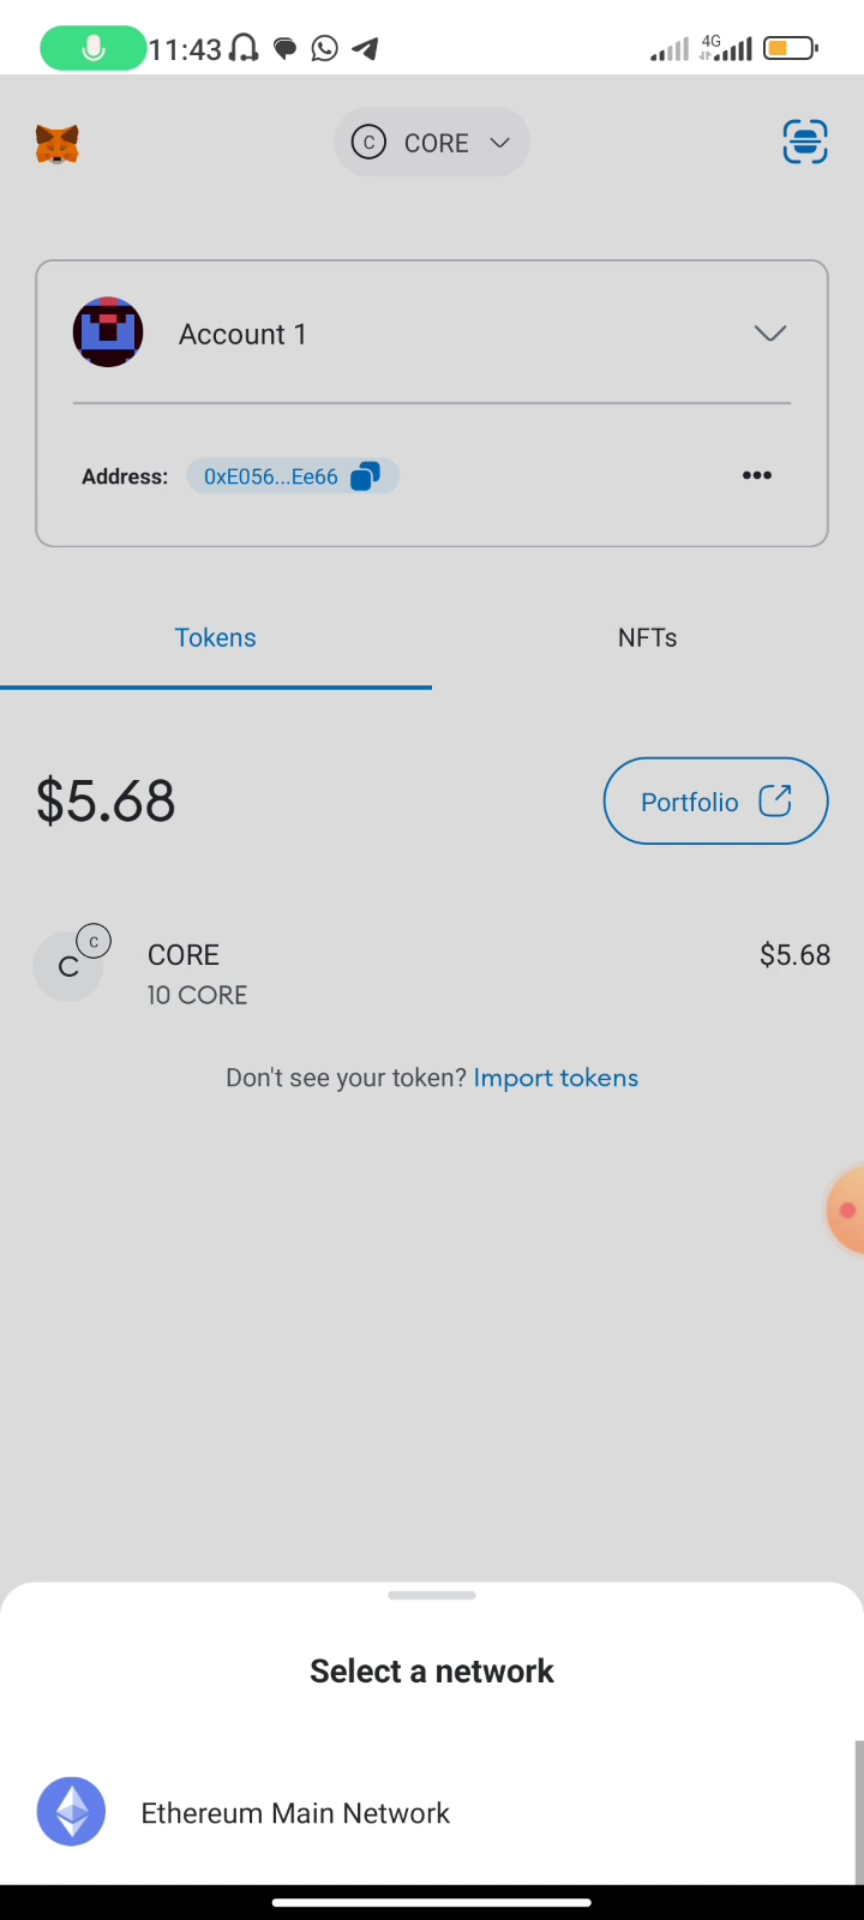 11:43
4G
C CORE
Account 1
Address: 0xE056...Ee66
Tokens NFTs
$5.68 Portfolio
C C CORE $5.68
10 CORE
Don't see your token? Import tokens
Select a network
Ethereum Main Network